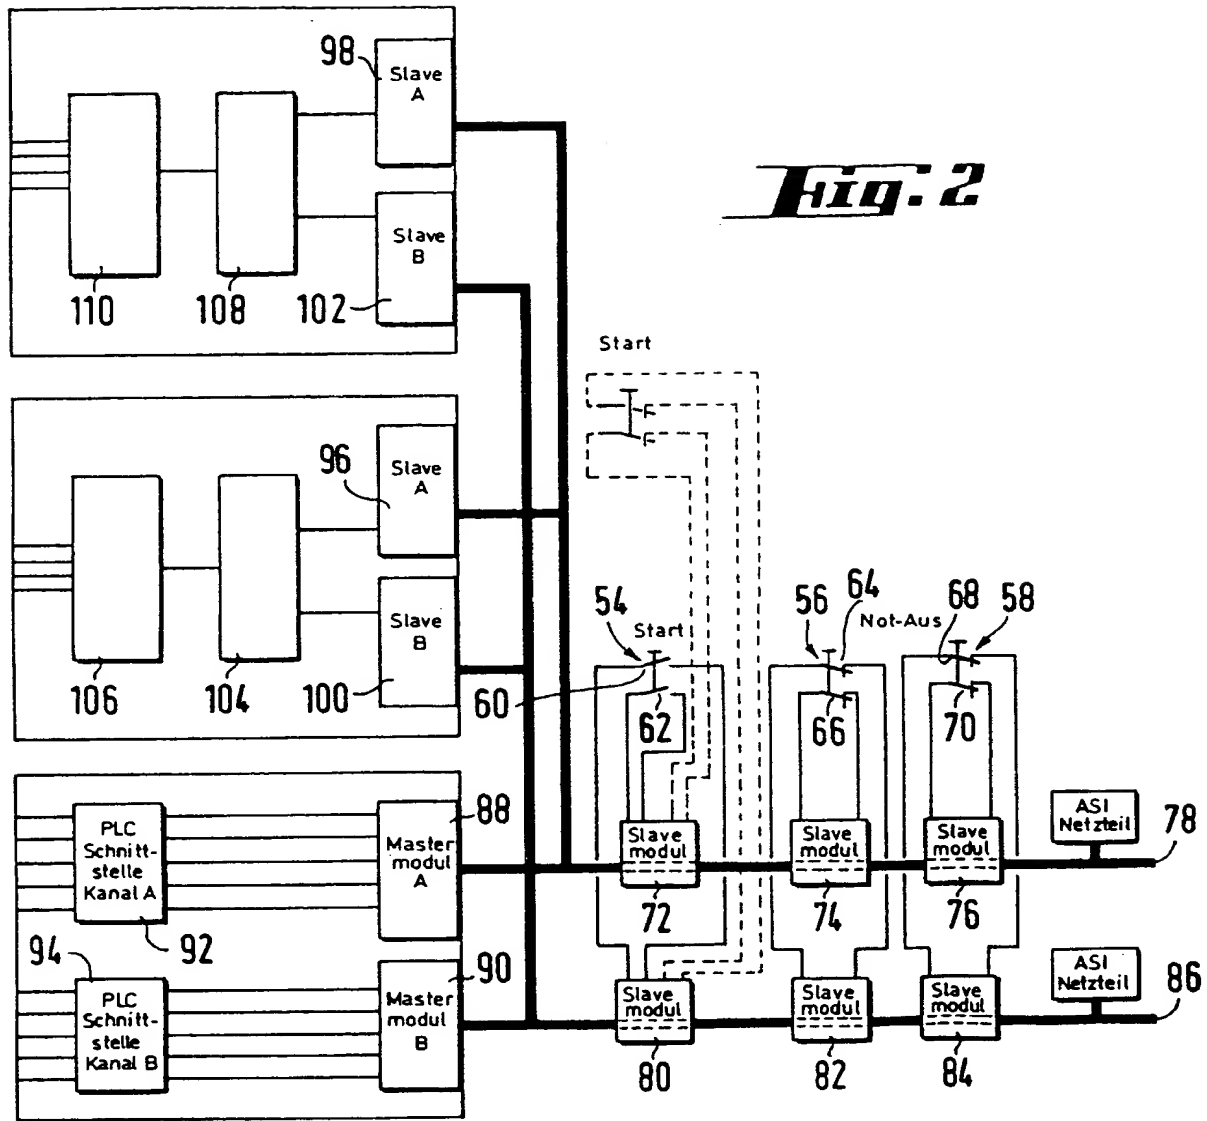 98
Slave
A
Slave
B
110
108
102
Fig. 2
Start
96
Slave
A
Slave
B
106
104
100
54
Start
60
62
56
64
Not-Aus
66
68
58
70
PLC
Schnitt-
stelle
Kanal A
92
88
Master
modul
A
Slave
modul
72
Slave
modul
74
Slave
modul
76
ASI
Netzteil
78
94
PLC
Schnitt-
stelle
Kanal B
90
Master
modul
B
Slave
modul
80
Slave
modul
82
Slave
modul
84
ASI
Netzteil
86